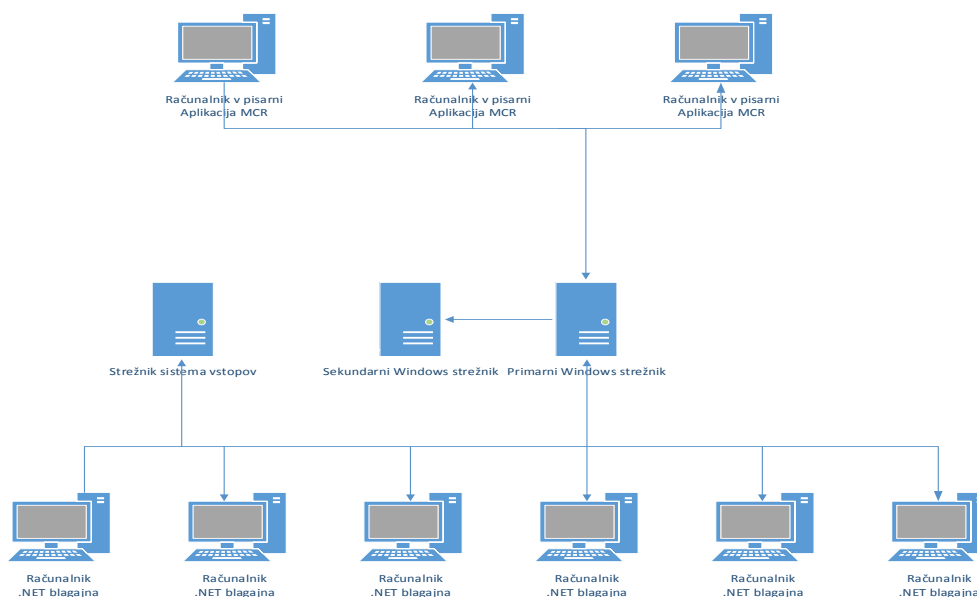 Računalnik v pisarni
Aplikacija MCR
Računalnik v pisarni
Aplikacija MCR
Računalnik v pisarni
Aplikacija MCR
Strežnik sistema vstopov
Sekundarni Windows strežnik
Primarni Windows strežnik
Računalnik
.NET blagajna
Računalnik
.NET blagajna
Računalnik
.NET blagajna
Računalnik
.NET blagajna
Računalnik
.NET blagajna
Računalnik
.NET blagajna